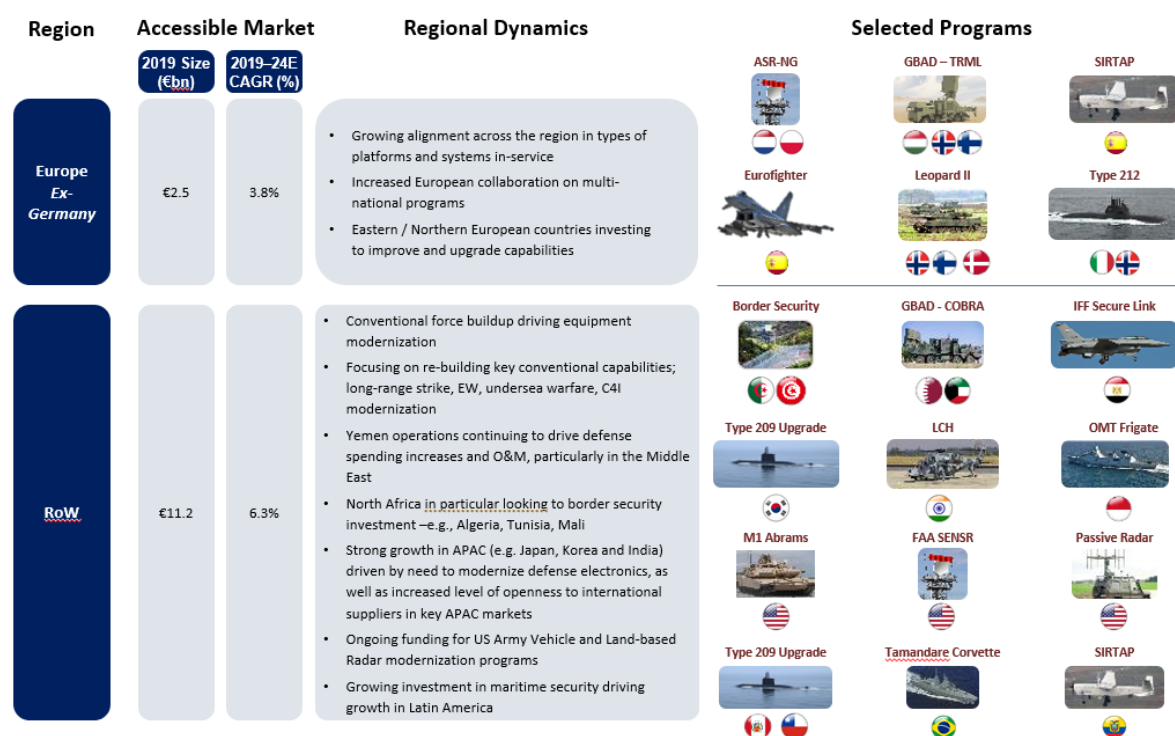 Region
Accessible Market
Regional Dynamics
Selected Programs
2019 Size
(€bn)
2019–24E
CAGR (%)
Europe
Ex-
Germany
€2.5
3.8%
• Growing alignment across the region in types of
platforms and systems in-service
• Increased European collaboration on multi-
national programs
• Eastern / Northern European countries investing
to improve and upgrade capabilities
ASR-NG
GBAD – TRML
SIRTAP
Eurofighter
Leopard II
Type 212
RoW
€11.2
6.3%
• Conventional force buildup driving equipment
modernization
• Focusing on re-building key conventional capabilities;
long-range strike, EW, undersea warfare, C4I
modernization
• Yemen operations continuing to drive defense
spending increases and O&M, particularly in the Middle
East
• North Africa in particular looking to border security
investment –e.g., Algeria, Tunisia, Mali
• Strong growth in APAC (e.g. Japan, Korea and India)
driven by need to modernize defense electronics, as
well as increased level of openness to international
suppliers in key APAC markets
• Ongoing funding for US Army Vehicle and Land-based
Radar modernization programs
• Growing investment in maritime security driving
growth in Latin America
Border Security
GBAD - COBRA
IFF Secure Link
Type 209 Upgrade
LCH
OMT Frigate
M1 Abrams
FAA SENSR
Passive Radar
Type 209 Upgrade
Tamandare Corvette
SIRTAP